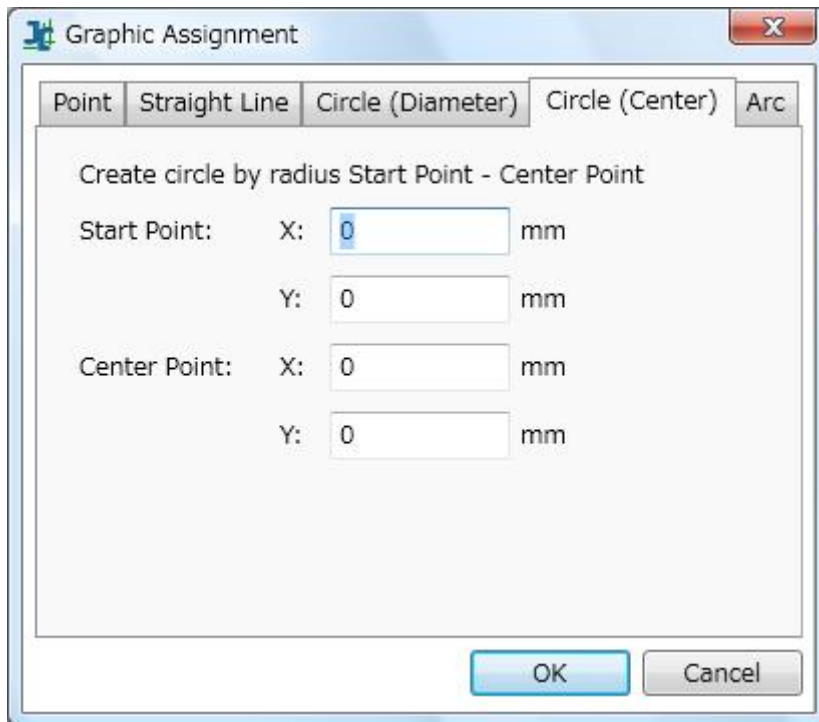 Graphic Assignment
Point Straight Line Circle (Diameter) Circle (Center) Arc
Create circle by radius Start Point - Center Point
Start Point: X: 0 mm
Y: 0 mm
Center Point: X: 0 mm
Y: 0 mm
OK Cancel